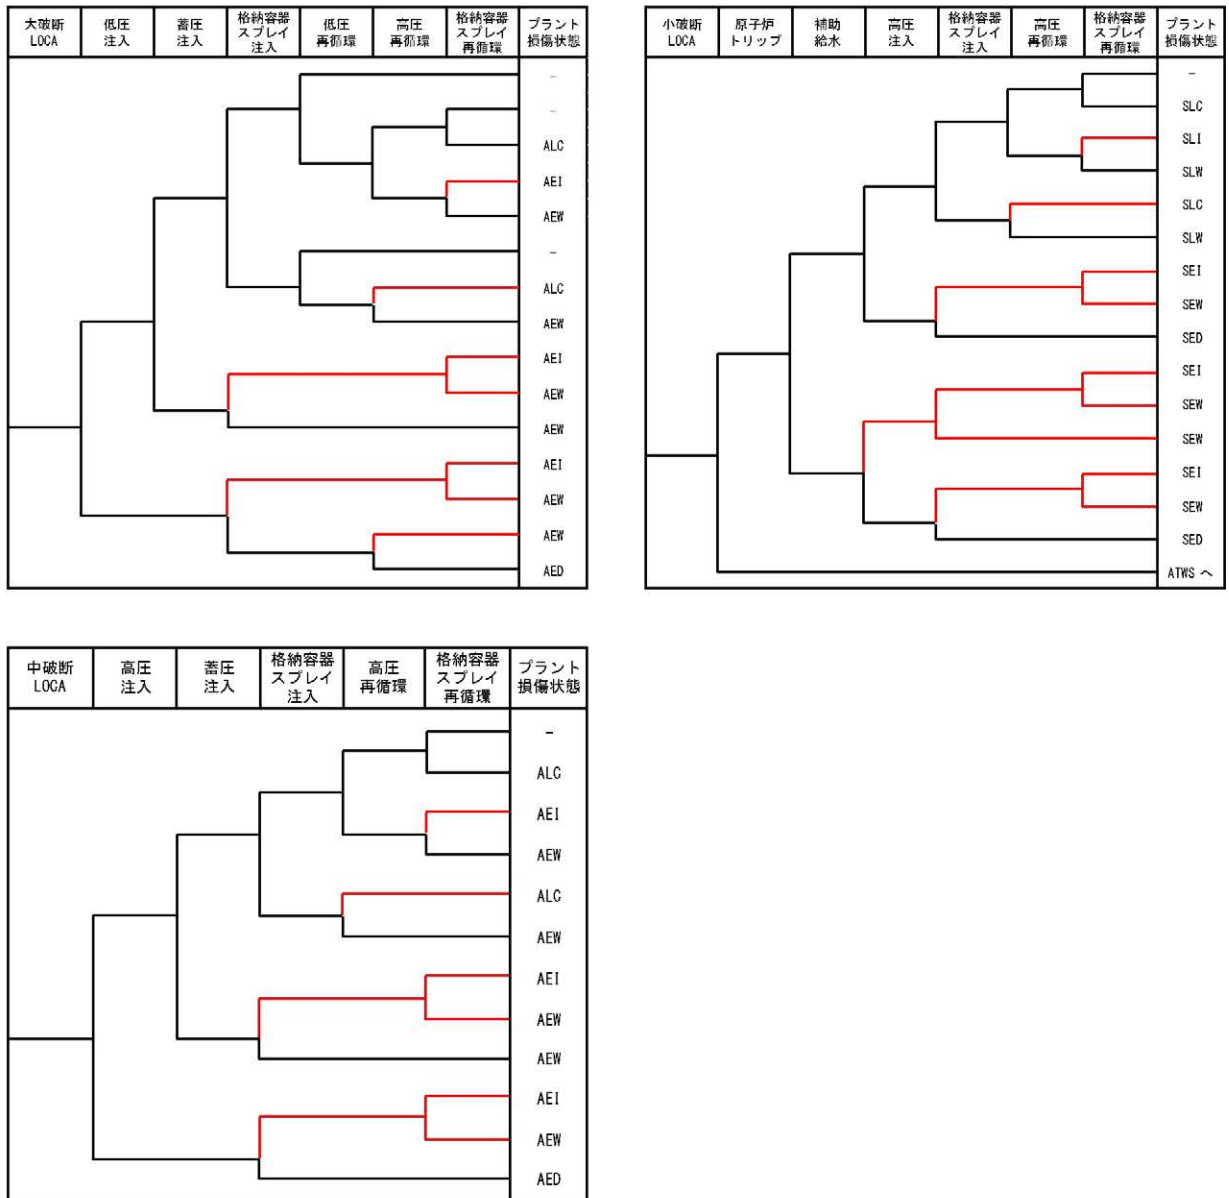 大破断
LOCA
低圧
注入
蓄圧
注入
格納容器
スプレイ
注入
低圧
再循環
高圧
再循環
格納容器
スプレイ
再循環
プラント
損傷状態
-
-
ALC
AEI
AEW
-
ALC
AEW
AEI
AEW
AEW
AEI
AEW
AEW
AED
小破断
LOCA
原子炉
トリップ
補助
給水
高圧
注入
格納容器
スプレイ
注入
高圧
再循環
格納容器
スプレイ
再循環
プラント
損傷状態
-
SLC
SLI
SLW
SLC
SLW
SEI
SEW
SED
SEI
SEW
SEW
SEI
SEW
SED
ATWS へ
中破断
LOCA
高圧
注入
蓄圧
注入
格納容器
スプレイ
注入
高圧
再循環
格納容器
スプレイ
再循環
プラント
損傷状態
-
ALC
AEI
AEW
ALC
AEW
AEI
AEW
AEW
AEI
AEW
AED